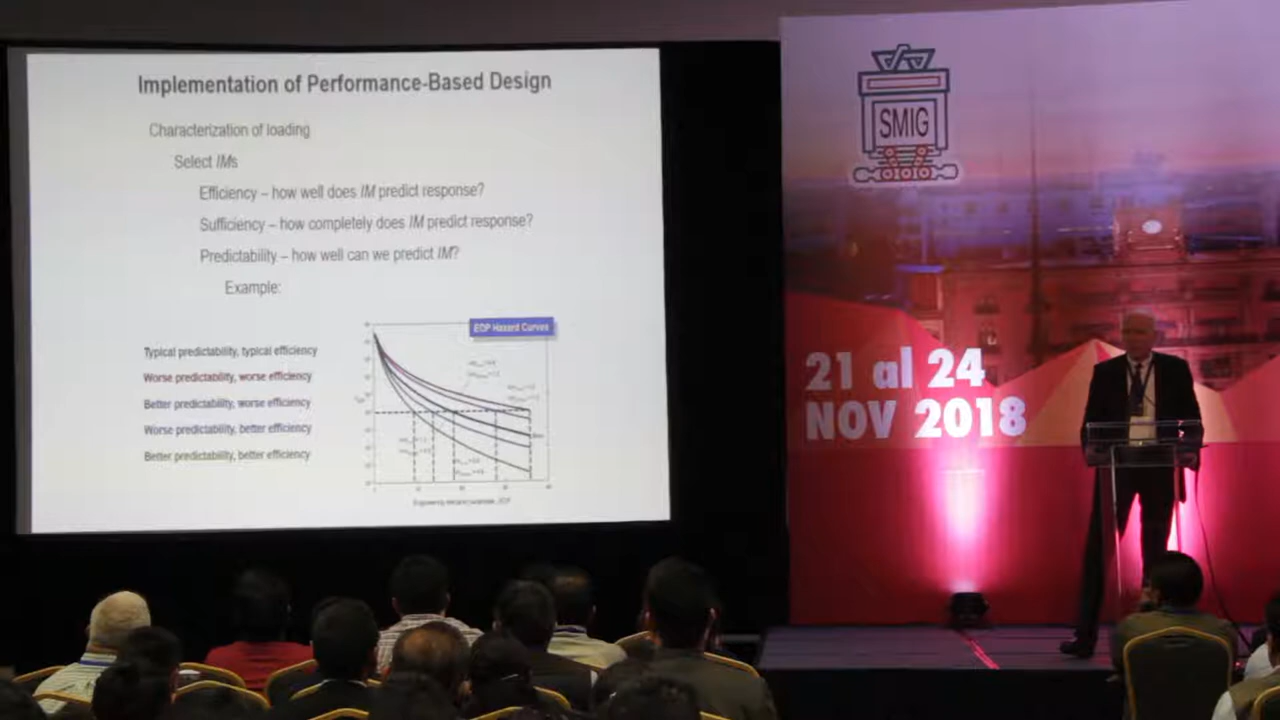 Implementation of Performance-Based Design
Characterization of loading
Select IMs
Efficiency – how well does IM predict response?
Sufficiency – how completely does IM predict response?
Predictability – how well can we predict IM?
Example:
EDP Hazard Curves
Typical predictability, typical efficiency
Worse predictability, worse efficiency
Better predictability, worse efficiency
Worse predictability, better efficiency
Better predictability, better efficiency
SMIG
21 al 24
NOV 2018